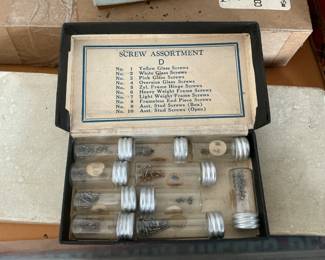 SCREW ASSORTMENT
D
No. 1 Yellow Glass Screws
No. 2 White Glass Screws
No. 3 Pink Glass Screws
No. 4 Oversize Glass Screws
No. 5 Zyl. Frame Hinge Screws
No. 6 Heavy Weight Frame Screws
No. 7 Light Weight Frame Screws
No. 8 Frameless End Piece Screws
No. 9 Asst. Stud Screws (Box)
No. 10 Asst. Stud Screws (Open)